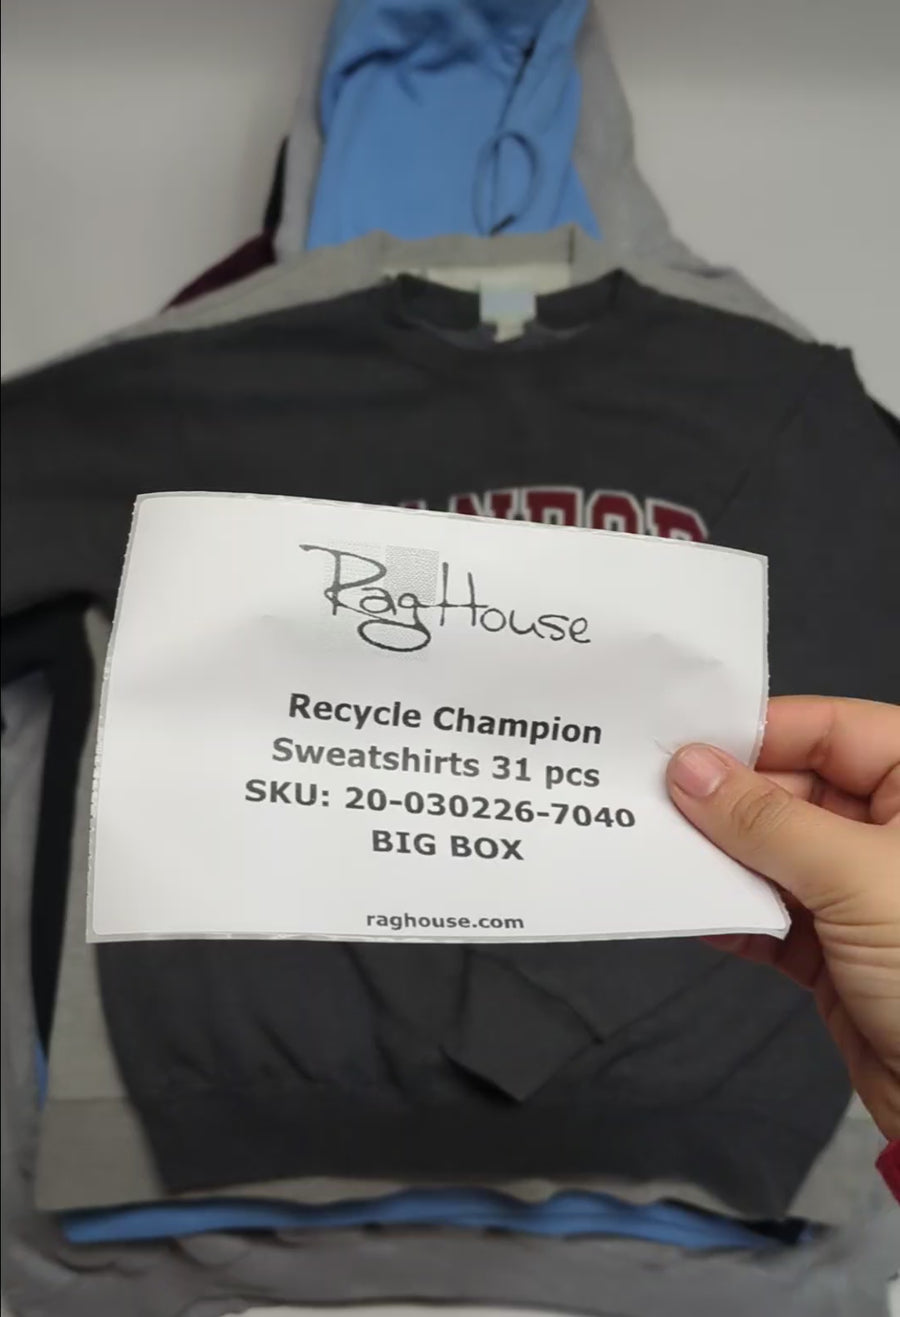 RagHouse
Recycle Champion
Sweatshirts 31 pcs
SKU: 20-030226-7040
BIG BOX
raghouse.com